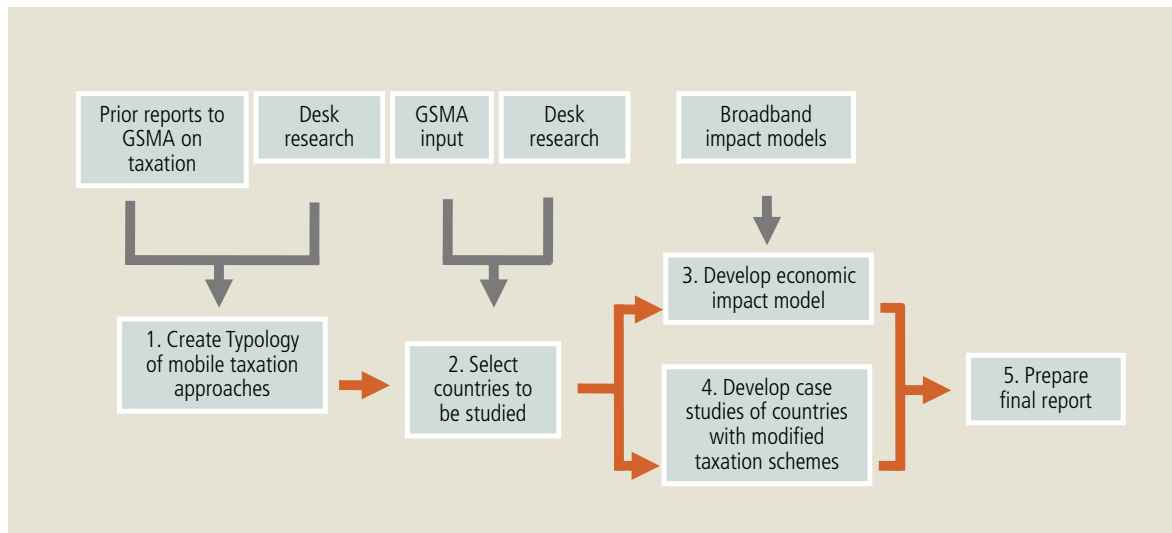 Prior reports to
GSMA on
taxation
Desk
research
GSMA
input
Desk
research
Broadband
impact models
1. Create Typology
of mobile taxation
approaches
2. Select
countries to
be studied
3. Develop economic
impact model
4. Develop case
studies of countries
with modified
taxation schemes
5. Prepare
final report